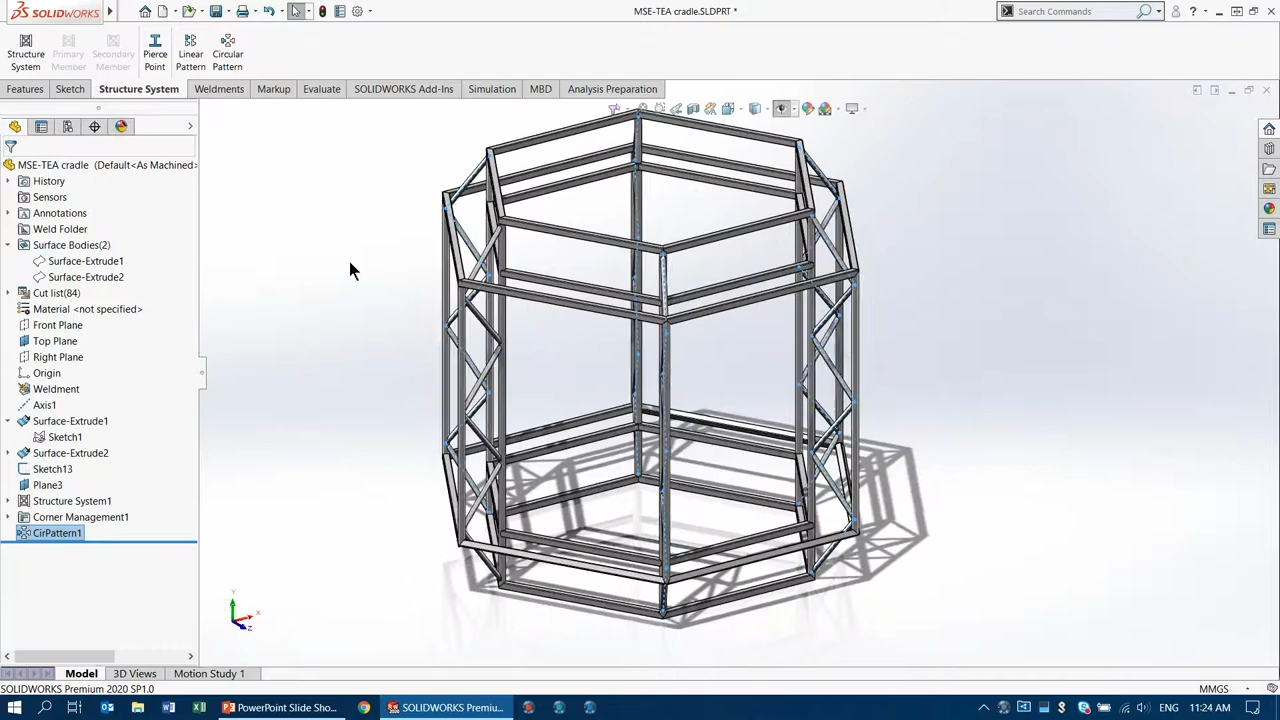 SOLIDWORKS
MSE-TEA cradle.SLDPRT *
Search Commands
Structure System
Primary Member
Secondary Member
Pierce Point
Linear Pattern
Circular Pattern
Features
Sketch
Structure System
Weldments
Markup
Evaluate
SOLIDWORKS Add-Ins
Simulation
MBD
Analysis Preparation
MSE-TEA cradle (Default<As Machined>
History
Sensors
Annotations
Weld Folder
Surface Bodies(2)
Surface-Extrude1
Surface-Extrude2
Cut list(84)
Material <not specified>
Front Plane
Top Plane
Right Plane
Origin
Weldment
Axis1
Surface-Extrude1
Sketch1
Surface-Extrude2
Sketch13
Plane3
Structure System1
Corner Management1
CirPattern1
Y
X
Z
Model
3D Views
Motion Study 1
SOLIDWORKS Premium 2020 SP1.0
MMGS
PowerPoint Slide Sho...
SOLIDWORKS Premiu...
ENG
11:24 AM